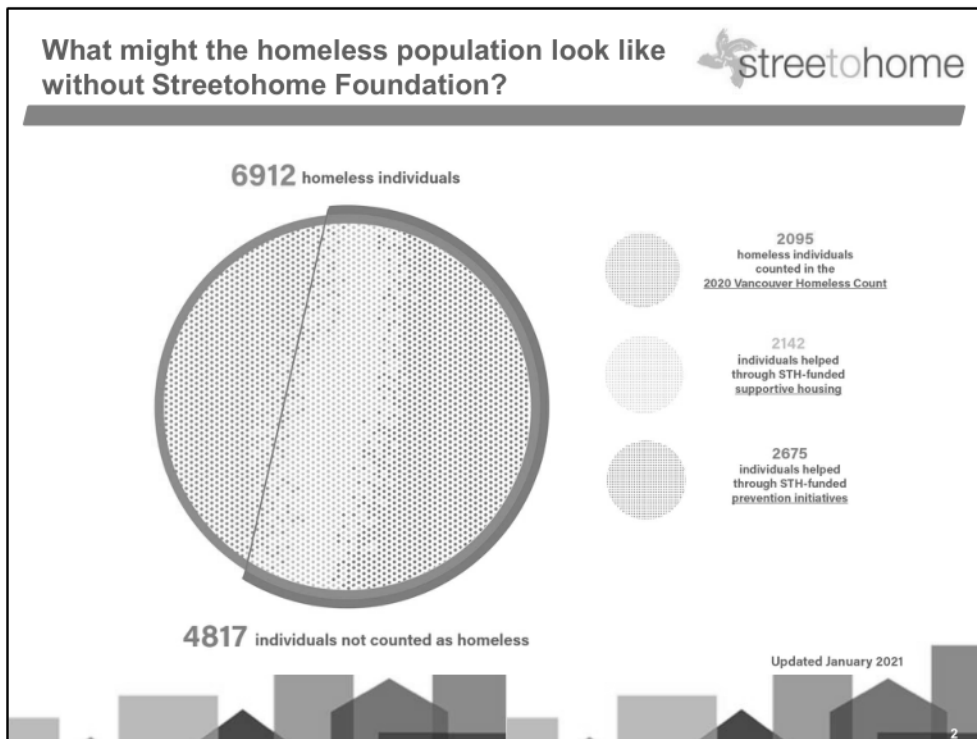 What might the homeless population look like
without Streetohome Foundation?
streetohome
6912 homeless individuals
2095
homeless individuals
counted in the
2020 Vancouver Homeless Count
2142
individuals helped
through STH-funded
supportive housing
2675
individuals helped
through STH-funded
prevention initiatives
4817 individuals not counted as homeless
Updated January 2021
2